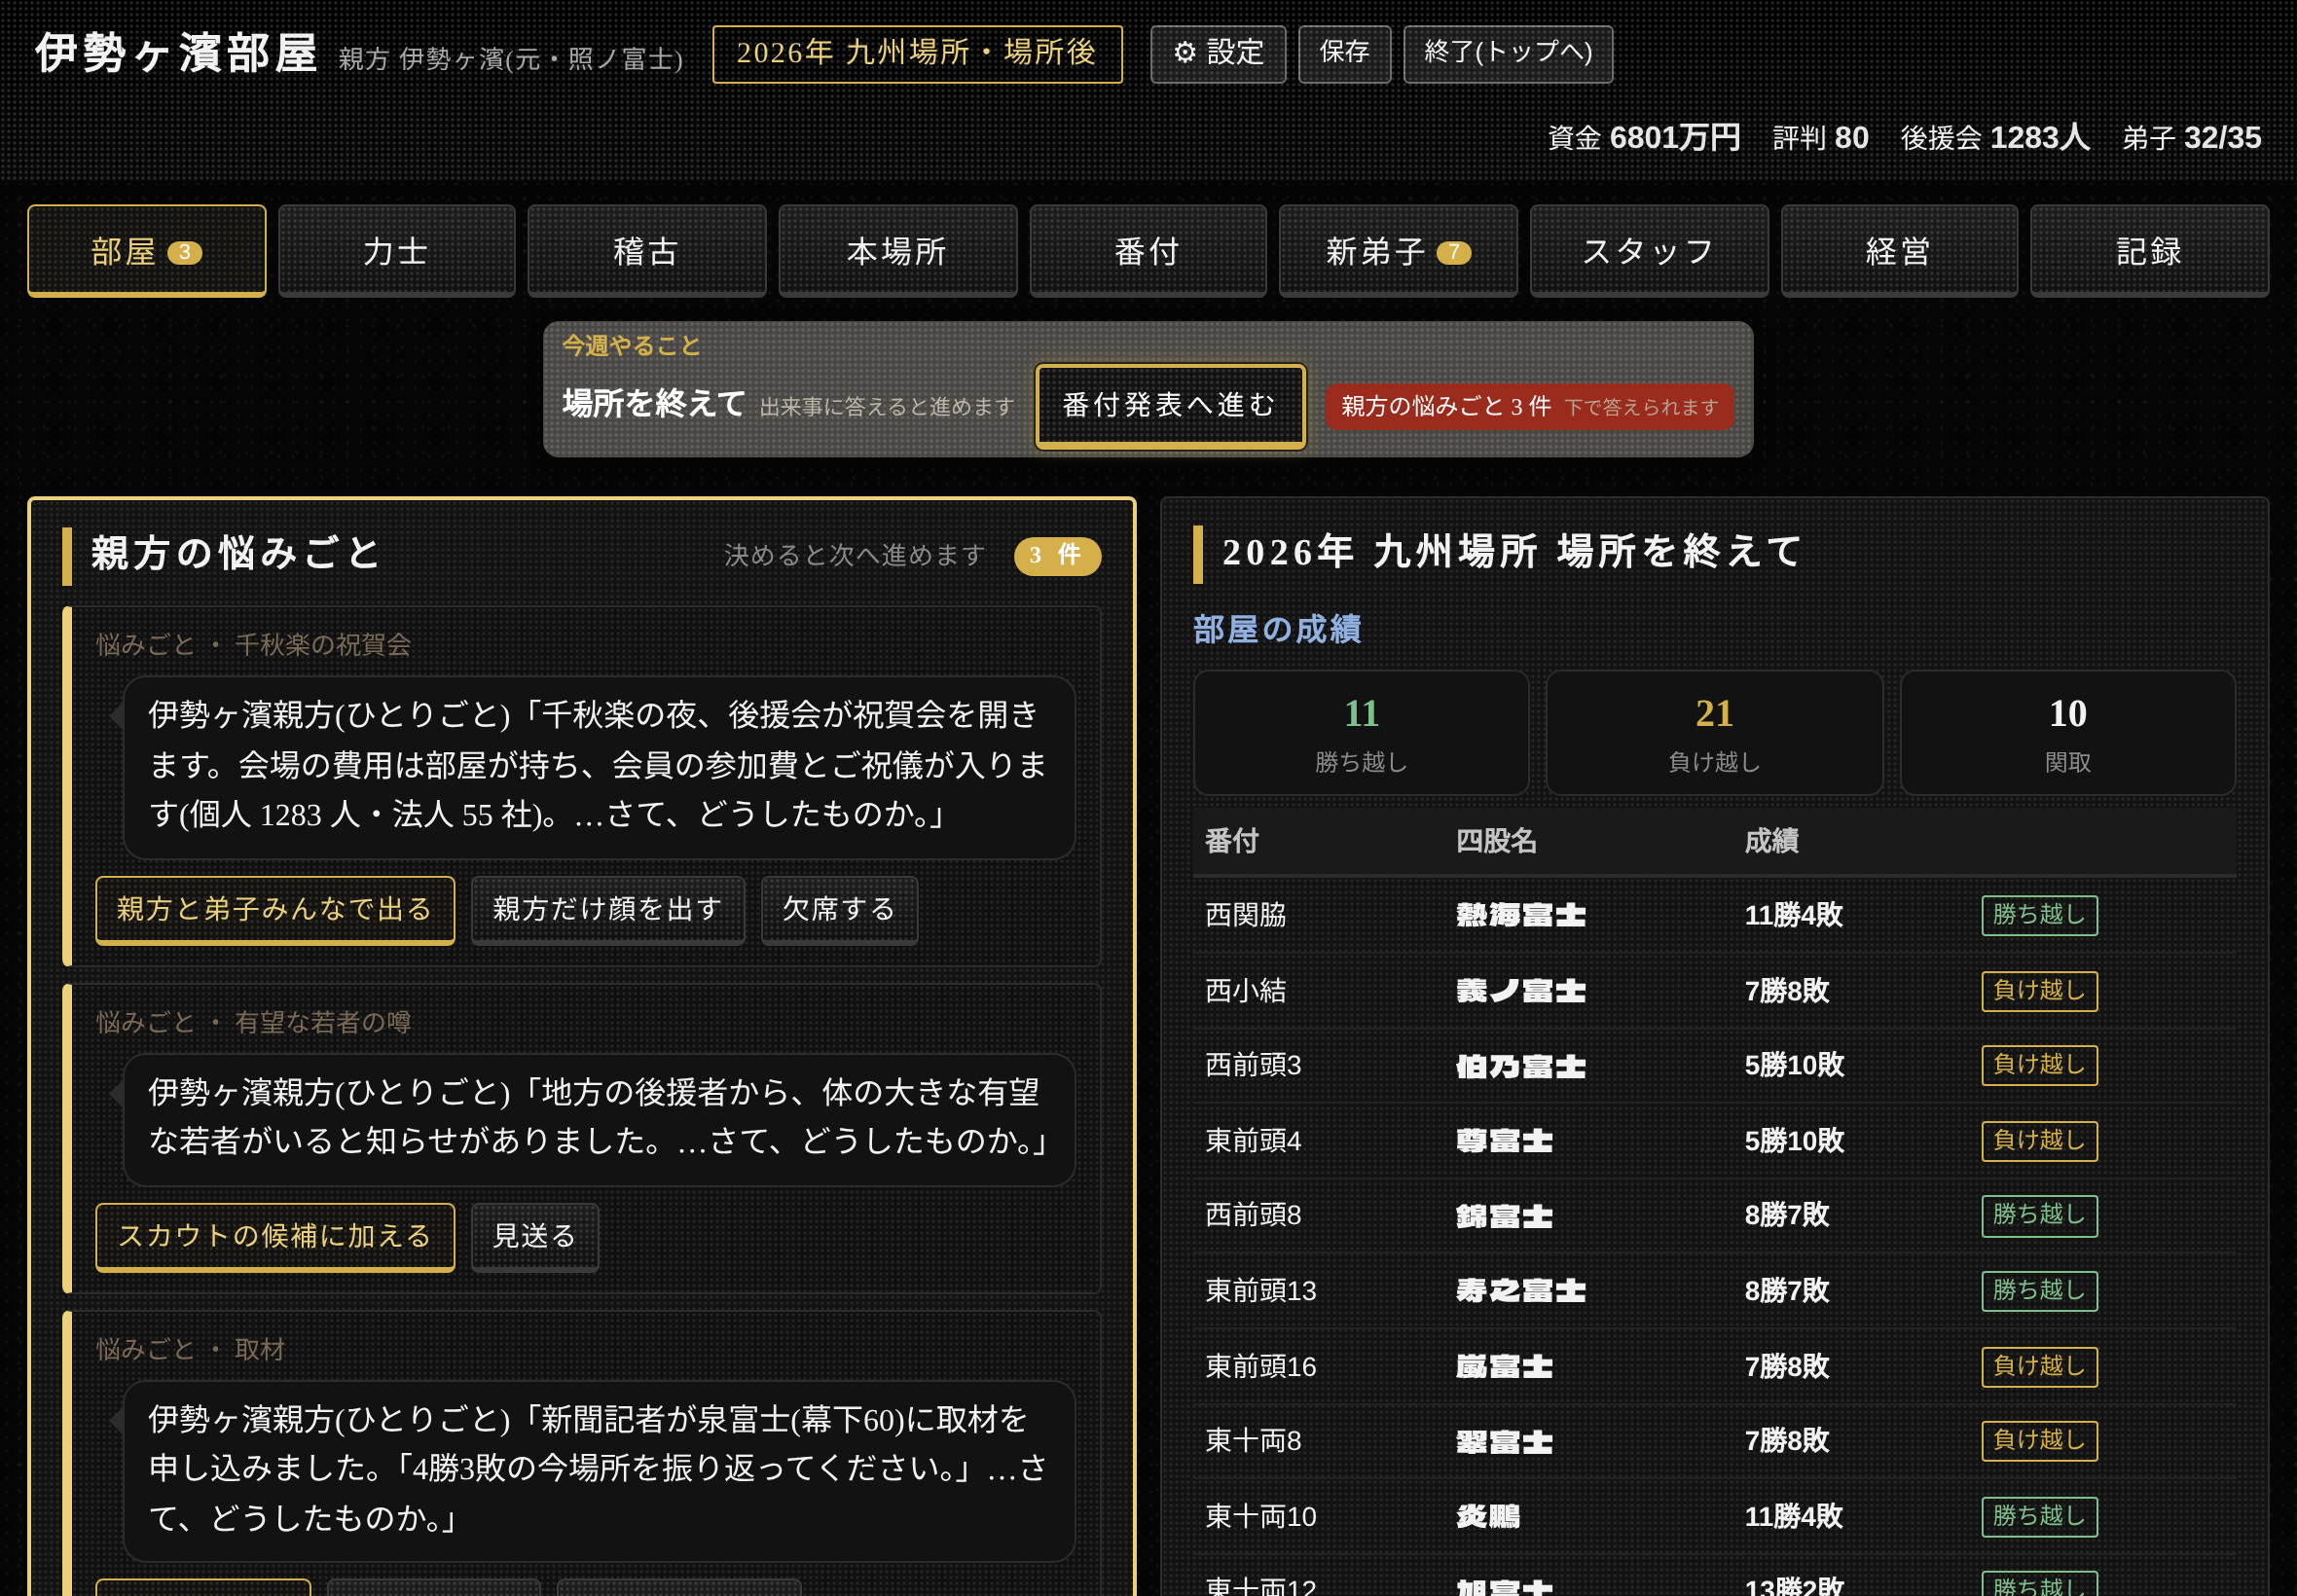 伊勢ヶ濱部屋 親方 伊勢ヶ濱(元・照ノ富士) 2026年 九州場所・場所後 ⚙ 設定 保存 終了(トップへ)
資金 6801万円 評判 80 後援会 1283人 弟子 32/35
部屋 3 力士 稽古 本場所 番付 新弟子 7 スタッフ 経営 記録
今週やること
場所を終えて 出来事に答えると進めます 番付発表へ進む 親方の悩みごと 3 件 下で答えられます
親方の悩みごと 決めると次へ進めます 3 件
悩みごと ・ 千秋楽の祝賀会
伊勢ヶ濱親方(ひとりごと)「千秋楽の夜、後援会が祝賀会を開き
ます。会場の費用は部屋が持ち、会員の参加費とご祝儀が入りま
す(個人 1283 人・法人 55 社)。…さて、どうしたものか。」
親方と弟子みんなで出る 親方だけ顔を出す 欠席する
悩みごと ・ 有望な若者の噂
伊勢ヶ濱親方(ひとりごと)「地方の後援者から、体の大きな有望
な若者がいると知らせがありました。…さて、どうしたものか。」
スカウトの候補に加える 見送る
悩みごと ・ 取材
伊勢ヶ濱親方(ひとりごと)「新聞記者が泉富士(幕下60)に取材を
申し込みました。「4勝3敗の今場所を振り返ってください。」…さ
て、どうしたものか。」
2026年 九州場所 場所を終えて
部屋の成績
11 21 10
勝ち越し 負け越し 関取
番付 四股名 成績
西関脇 熱海富士 11勝4敗 勝ち越し
西小結 義ノ富士 7勝8敗 負け越し
西前頭3 伯乃富士 5勝10敗 負け越し
東前頭4 尊富士 5勝10敗 負け越し
西前頭8 錦富士 8勝7敗 勝ち越し
東前頭13 寿之富士 8勝7敗 勝ち越し
東前頭16 嵐富士 7勝8敗 負け越し
東十両8 翠富士 7勝8敗 負け越し
東十両10 炎鵬 11勝4敗 勝ち越し
東十両12 旭富士 13勝2敗 勝ち越し